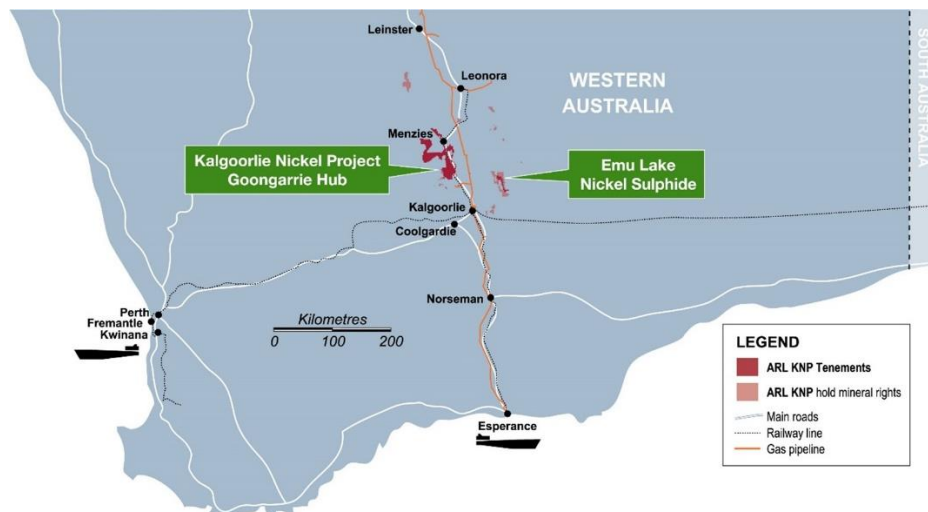 Leinster
Leonora
WESTERN
AUSTRALIA
SOUTH AUSTRALIA
Menzies
Kalgoorlie Nickel Project
Goongarrie Hub
Emu Lake
Nickel Sulphide
Kalgoorlie
Coolgardie
Norseman
Perth
Fremantle
Kwinana
Kilometres
0 100 200
Esperance
LEGEND
ARL KNP Tenements
ARL KNP hold mineral rights
Main roads
Railway line
Gas pipeline